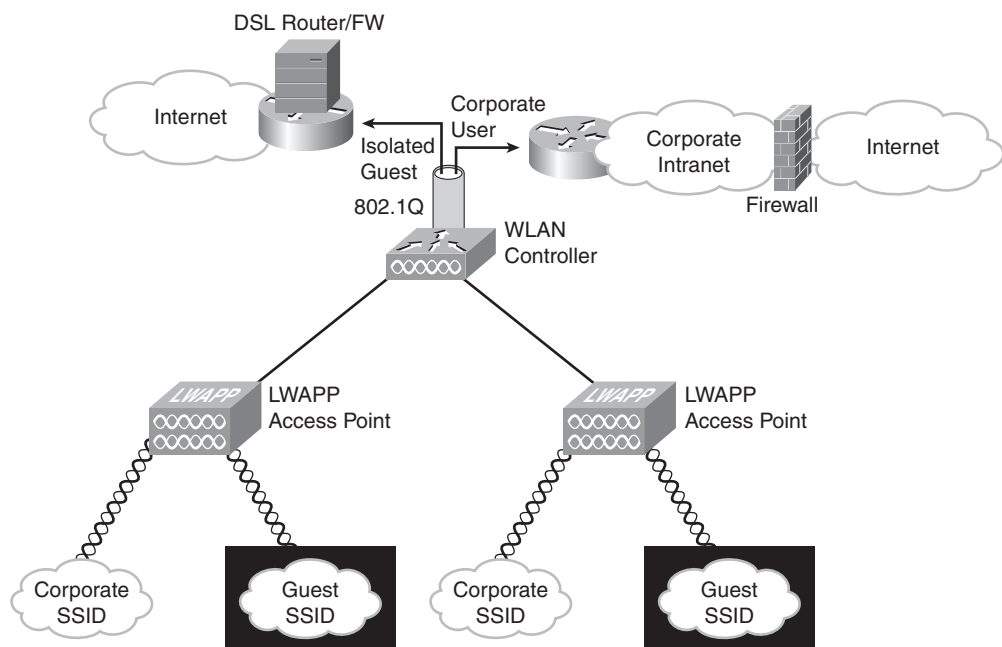 DSL Router/FW
Internet
Corporate
User
Isolated
Guest
Corporate
Intranet
Internet
Firewall
802.1Q
WLAN
Controller
LWAPP
LWAPP
Access Point
LWAPP
LWAPP
Access Point
Corporate
SSID
Guest
SSID
Corporate
SSID
Guest
SSID